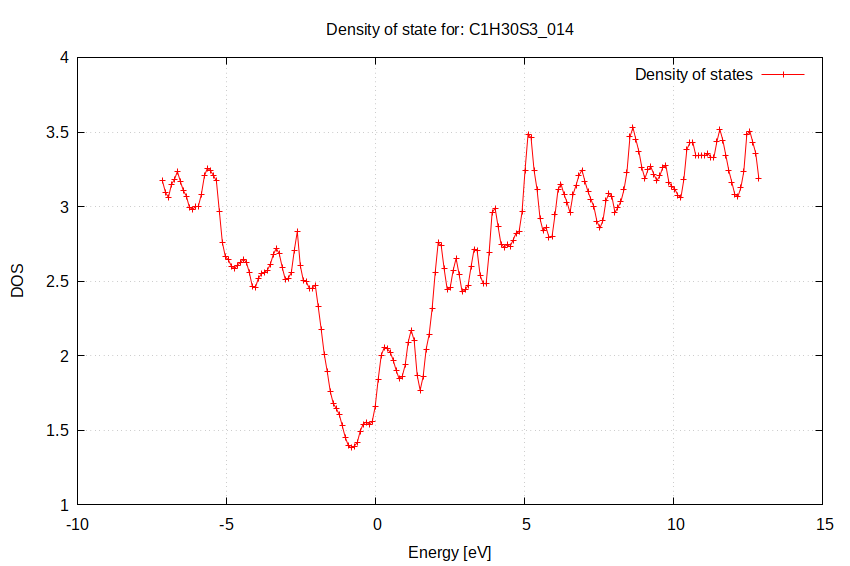 Density of state for: C1H30S3_014
Density of states
4
3.5
3
2.5
2
1.5
1
DOS
-10 -5 0 5 10 15
Energy [eV]